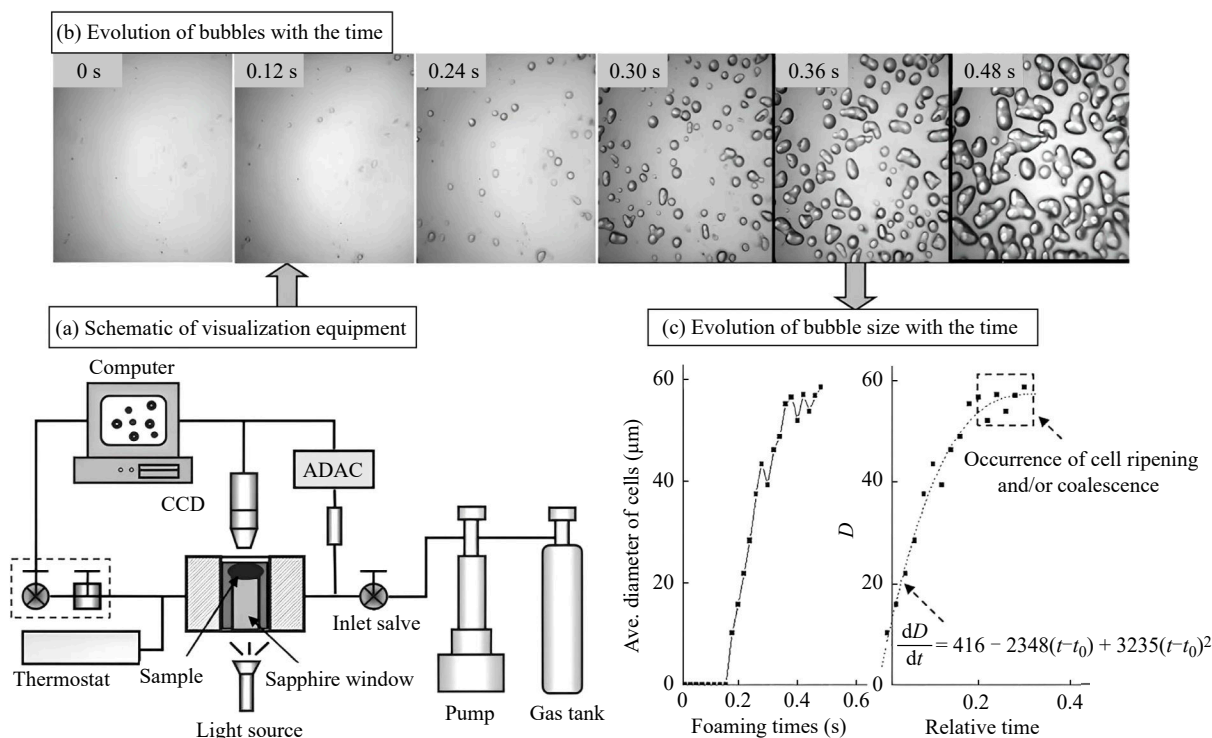 (b) Evolution of bubbles with the time
0 s
0.12 s
0.24 s
0.30 s
0.36 s
0.48 s
(a) Schematic of visualization equipment
Computer
CCD
ADAC
Inlet salve
Thermostat
Sample
Sapphire window
Light source
Pump
Gas tank
(c) Evolution of bubble size with the time
Ave. diameter of cells (μm)
60
40
20
0
0
0.2
0.4
0.6
Foaming times (s)
D
60
40
20
0
0.2
0.4
Relative time
Occurrence of cell ripening
and/or coalescence
dD/dt = 416 − 2348(t–t₀) + 3235(t–t₀)²